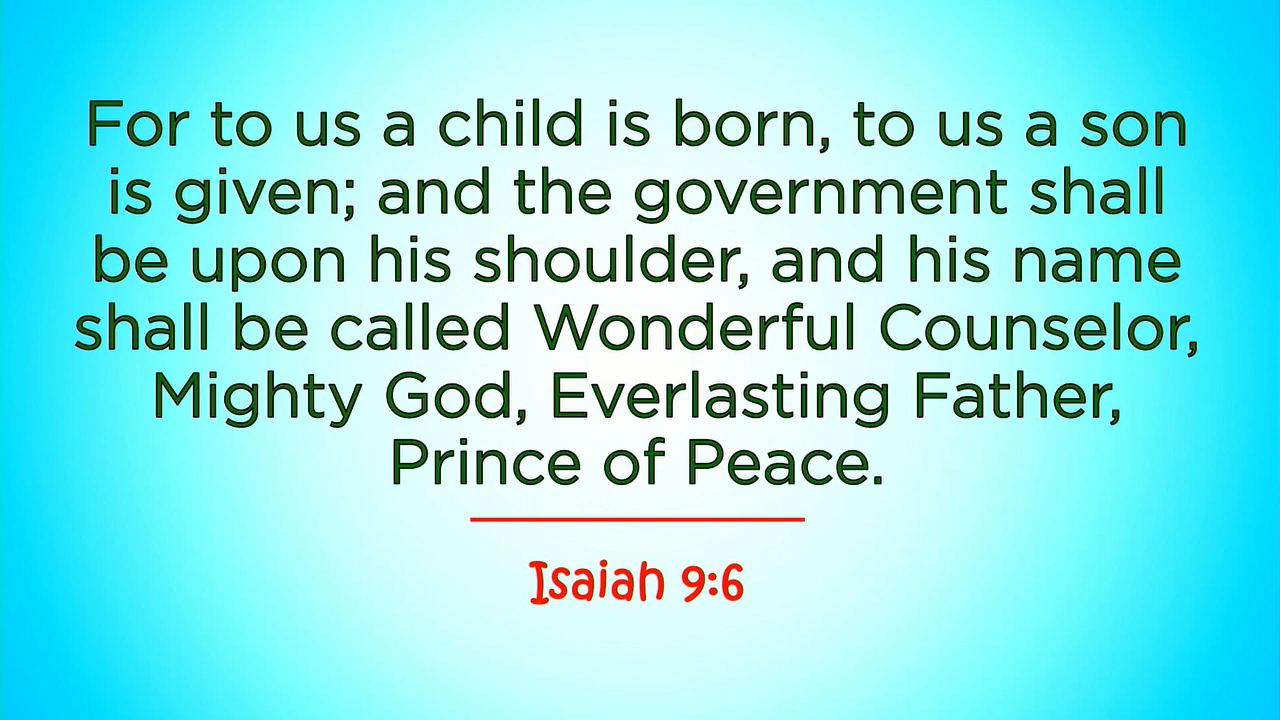 For to us a child is born, to us a son
is given; and the government shall
be upon his shoulder, and his name
shall be called Wonderful Counselor,
Mighty God, Everlasting Father,
Prince of Peace.
Isaiah 9:6